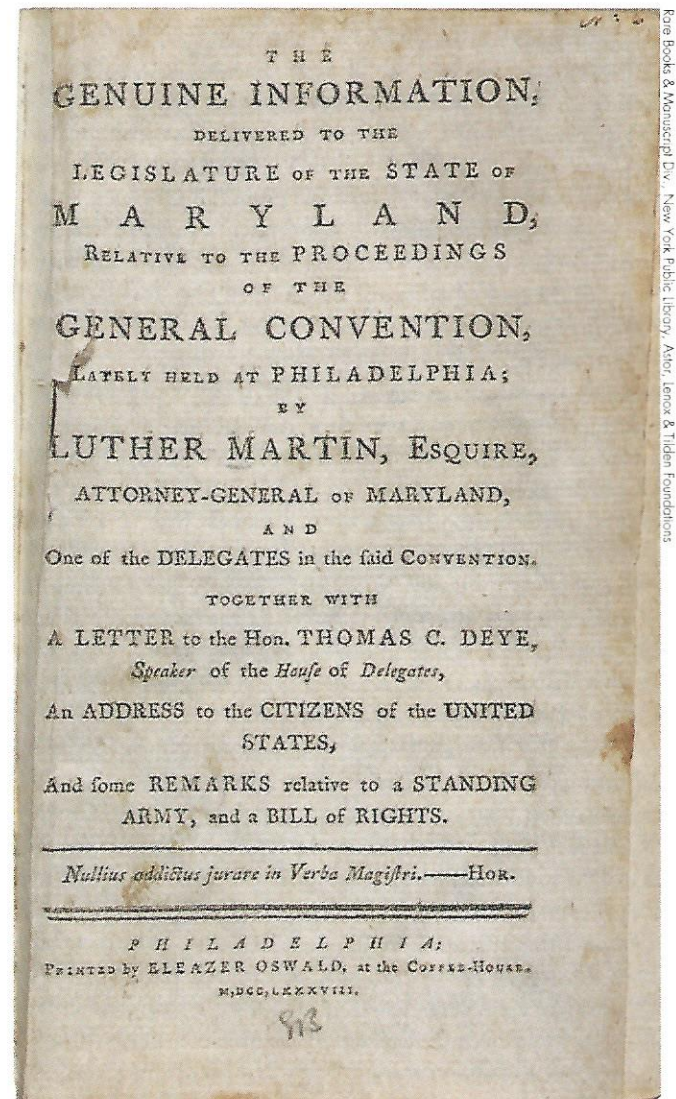 THE
GENUINE INFORMATION,
DELIVERED TO THE
LEGISLATURE OF THE STATE OF
MARYLAND,
RELATIVE TO THE PROCEEDINGS
OF THE
GENERAL CONVENTION,
LATELY HELD AT PHILADELPHIA;
BY
LUTHER MARTIN, ESQUIRE,
ATTORNEY-GENERAL OF MARYLAND,
AND
One of the DELEGATES in the ſaid CONVENTION.
TOGETHER WITH
A LETTER to the Hon. THOMAS C. DEYE,
Speaker of the Houſe of Delegates,
An ADDRESS to the CITIZENS of the UNITED
STATES,
And ſome REMARKS relative to a STANDING
ARMY, and a BILL of RIGHTS.
Nullius addictus jurare in Verba Magiſtri.——HOR.
PHILADELPHIA;
PRINTED by ELEAZER OSWALD, at the COFFEE-HOUSE.
M,DCC,LXXXVIII.
Rare Books & Manuscript Div., New York Public Library, Astor, Lenox & Tilden Foundations